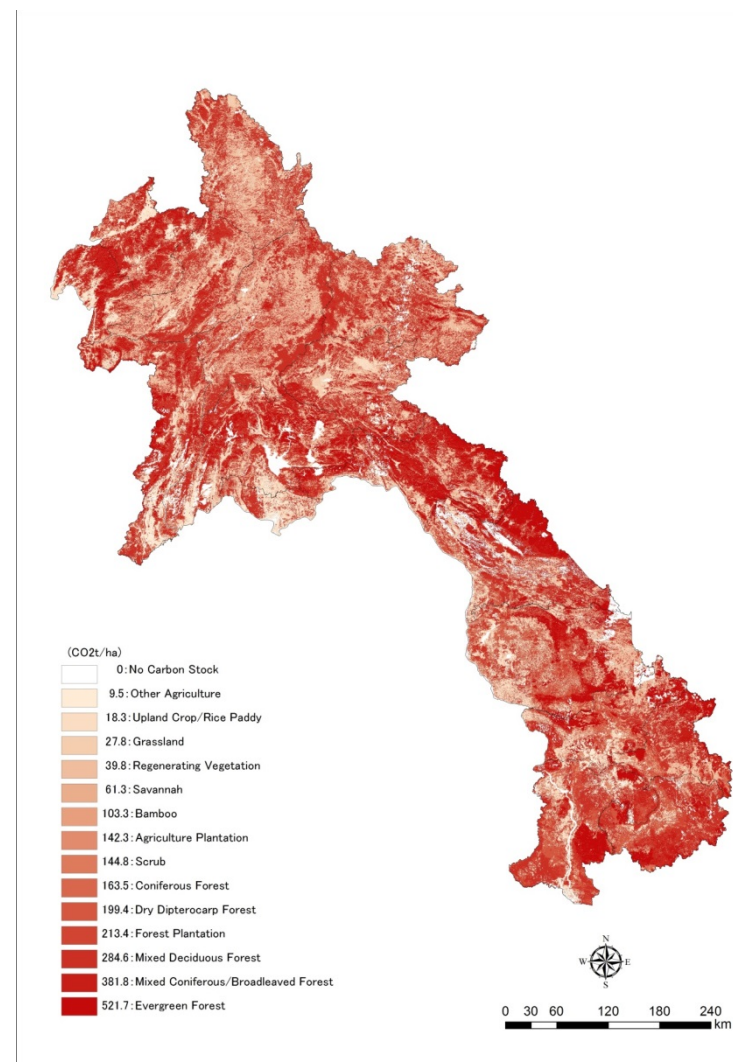 (CO2t/ha)
0:No Carbon Stock
9.5:Other Agriculture
18.3:Upland Crop/Rice Paddy
27.8:Grassland
39.8:Regenerating Vegetation
61.3:Savannah
103.3:Bamboo
142.3:Agriculture Plantation
144.8:Scrub
163.5:Coniferous Forest
199.4:Dry Dipterocarp Forest
213.4:Forest Plantation
284.6:Mixed Deciduous Forest
381.8:Mixed Coniferous/Broadleaved Forest
521.7:Evergreen Forest
N
W E
S
0 30 60 120 180 240
km